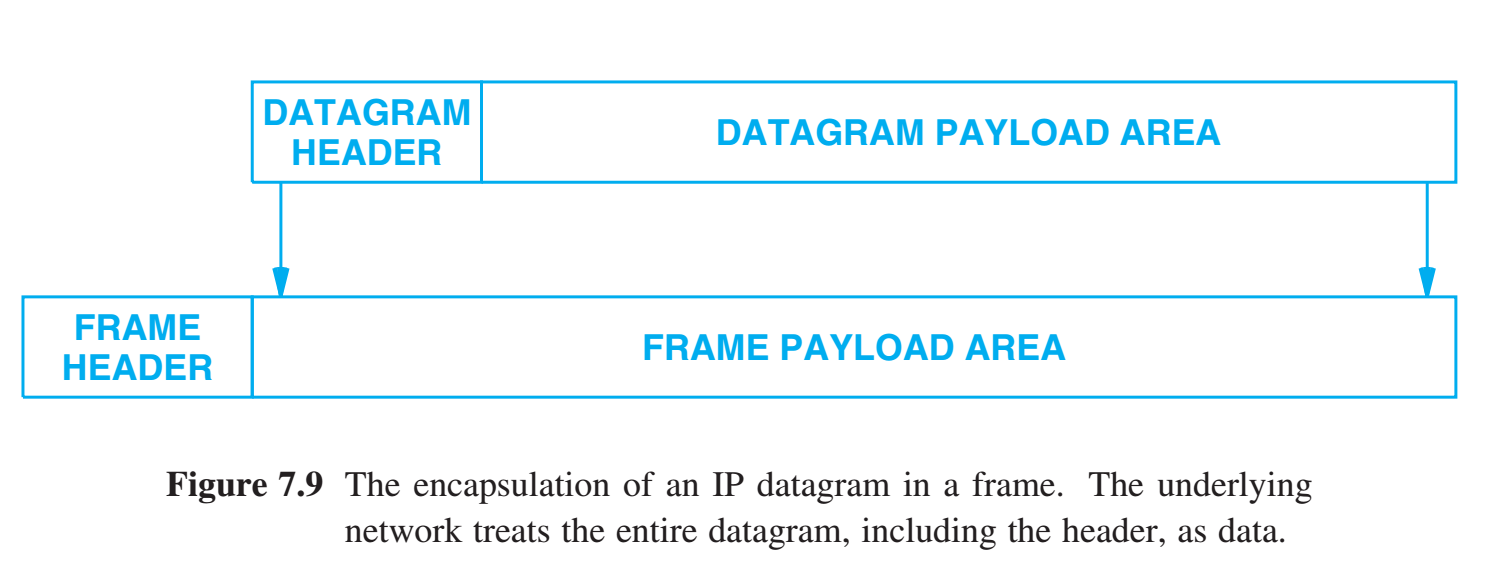 DATAGRAM
HEADER
DATAGRAM PAYLOAD AREA
FRAME
HEADER
FRAME PAYLOAD AREA
Figure 7.9 The encapsulation of an IP datagram in a frame. The underlying
network treats the entire datagram, including the header, as data.